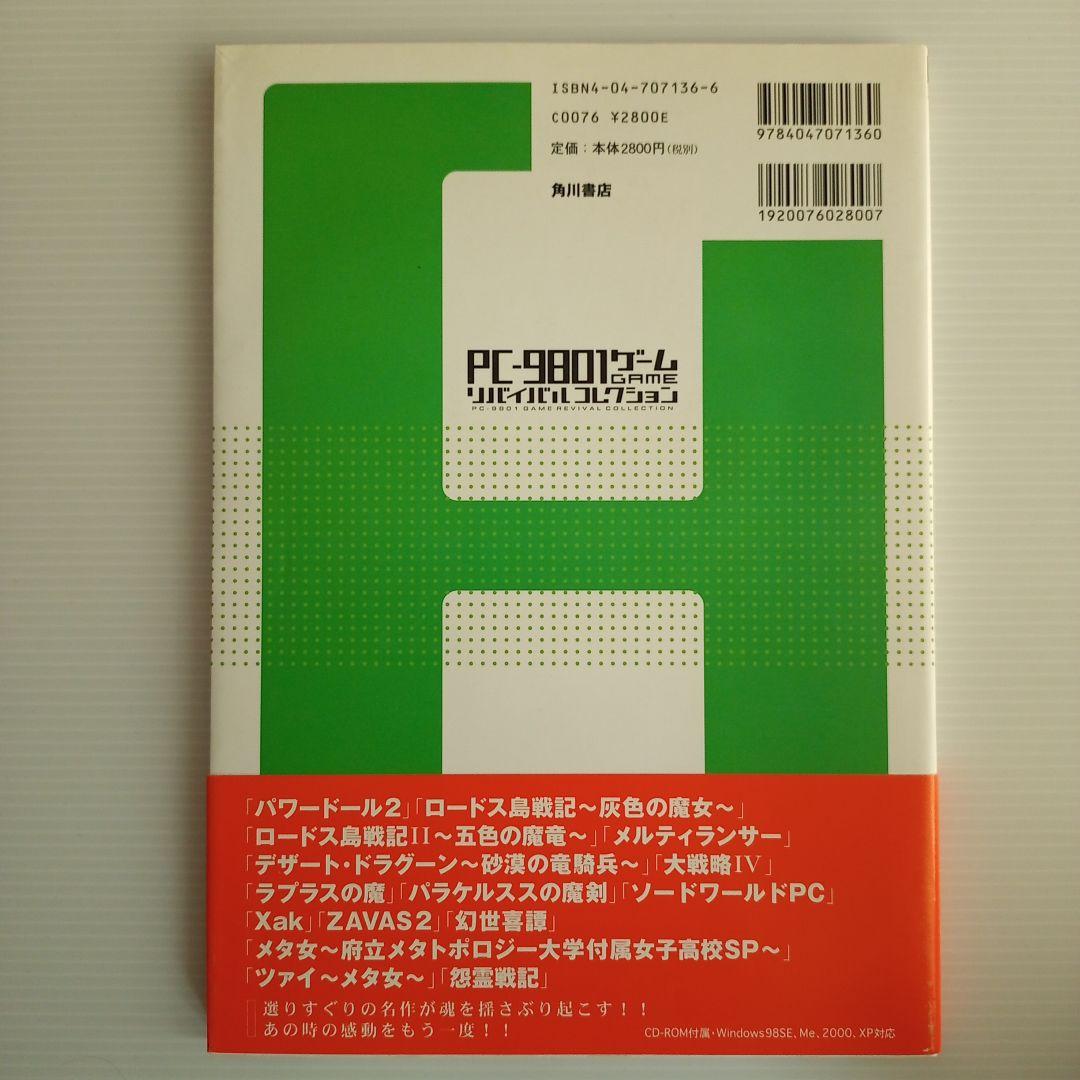 ISBN4-04-707136-6
C0076 ¥2800E
定価：本体2800円（税別）
角川書店
9784047071360
1920076028007
PC-9801ゲーム
GAME
リバイバルコレクション
PC-9801 GAME REVIVAL COLLECTION
「パワードール2」「ロードス島戦記～灰色の魔女～」
「ロードス島戦記II～五色の魔竜～」「メルティランサー」
「デザート・ドラグーン～砂漠の竜騎兵～」「大戦略IV」
「ラプラスの魔」「パラケルススの魔剣」「ソードワールドPC」
「Xak」「ZAVAS2」「幻世喜譚」
「メタ女～府立メタトポロジー大学付属女子高校SP～」
「ツァイ～メタ女～」「怨霊戦記」
選りすぐりの名作が魂を揺さぶり起こす！！
あの時の感動をもう一度！！
CD-ROM付属・Windows98SE、Me、2000、XP対応